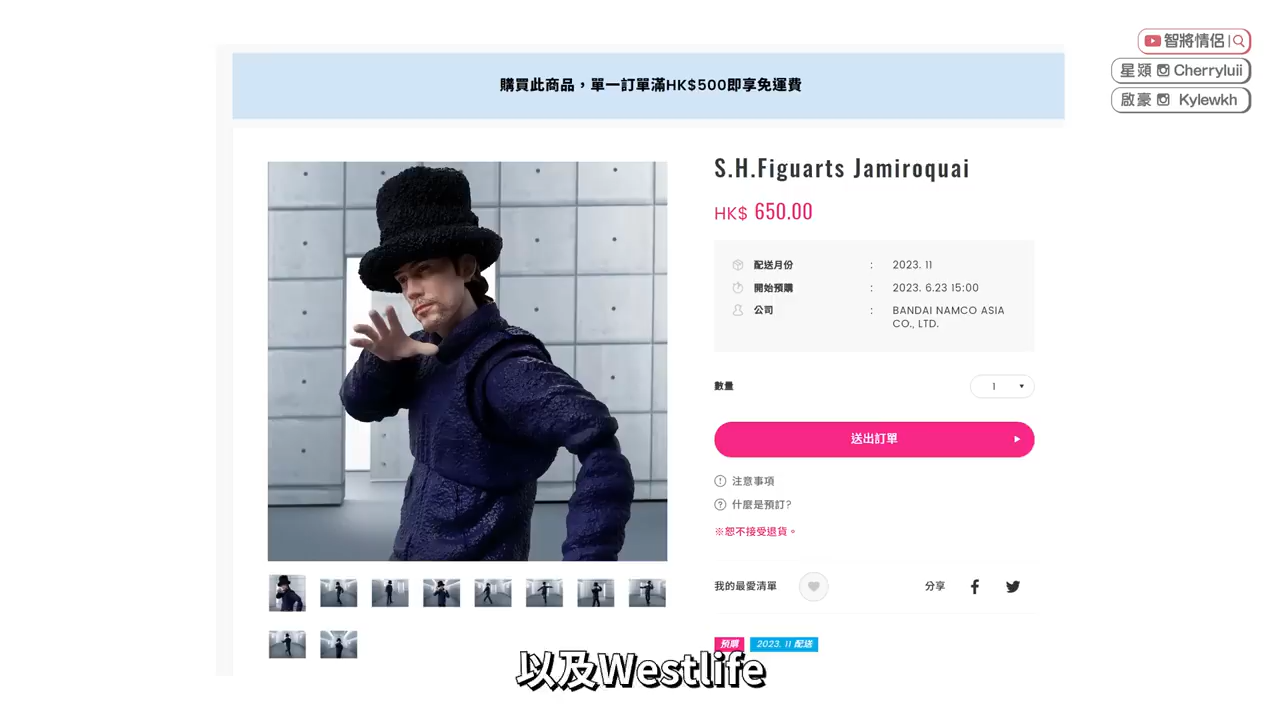 智將情侶
星潁 Cherryluii
啟豪 Kylewkh
購買此商品，單一訂單滿HK$500即享免運費
S.H.Figuarts Jamiroquai
HK$ 650.00
配送月份 : 2023. 11
開始預購 : 2023. 6.23 15:00
公司 : BANDAI NAMCO ASIA
CO., LTD.
數量 1
送出訂單
注意事項
什麼是預訂?
※恕不接受退貨。
我的最愛清單 分享
預購 2023. 11 配送
以及Westlife